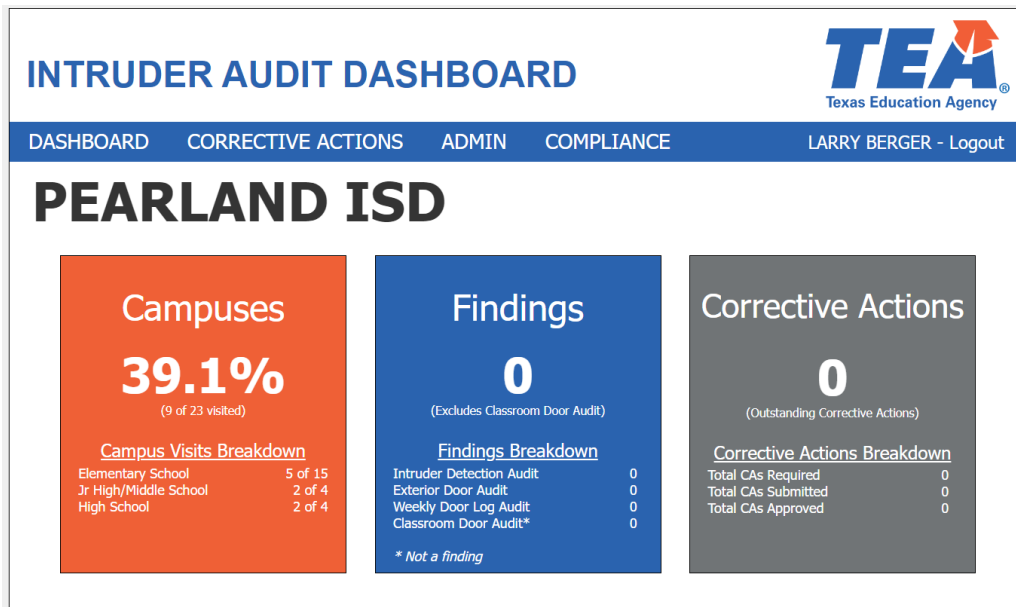 INTRUDER AUDIT DASHBOARD
TEA®
Texas Education Agency
DASHBOARD CORRECTIVE ACTIONS ADMIN COMPLIANCE LARRY BERGER - Logout
PEARLAND ISD
Campuses
39.1%
(9 of 23 visited)
Campus Visits Breakdown
Elementary School 5 of 15
Jr High/Middle School 2 of 4
High School 2 of 4
Findings
0
(Excludes Classroom Door Audit)
Findings Breakdown
Intruder Detection Audit 0
Exterior Door Audit 0
Weekly Door Log Audit 0
Classroom Door Audit* 0
* Not a finding
Corrective Actions
0
(Outstanding Corrective Actions)
Corrective Actions Breakdown
Total CAs Required 0
Total CAs Submitted 0
Total CAs Approved 0